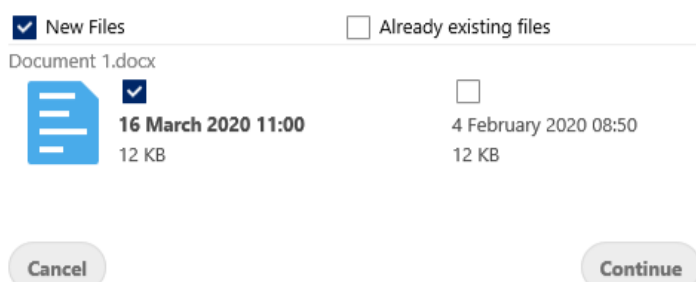 New Files Already existing files
Document 1.docx
16 March 2020 11:00 4 February 2020 08:50
12 KB 12 KB
Cancel Continue